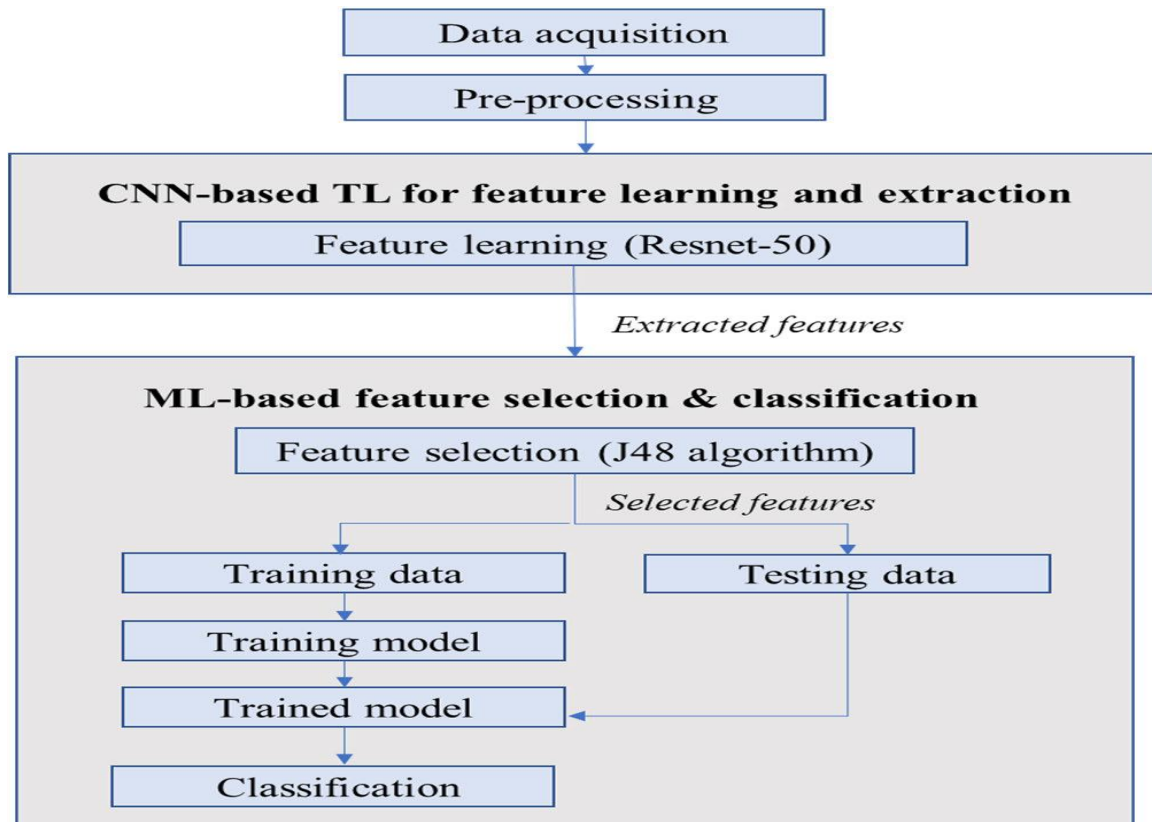 Data acquisition
Pre-processing
CNN-based TL for feature learning and extraction
Feature learning (Resnet-50)
Extracted features
ML-based feature selection & classification
Feature selection (J48 algorithm)
Selected features
Training data
Testing data
Training model
Trained model
Classification